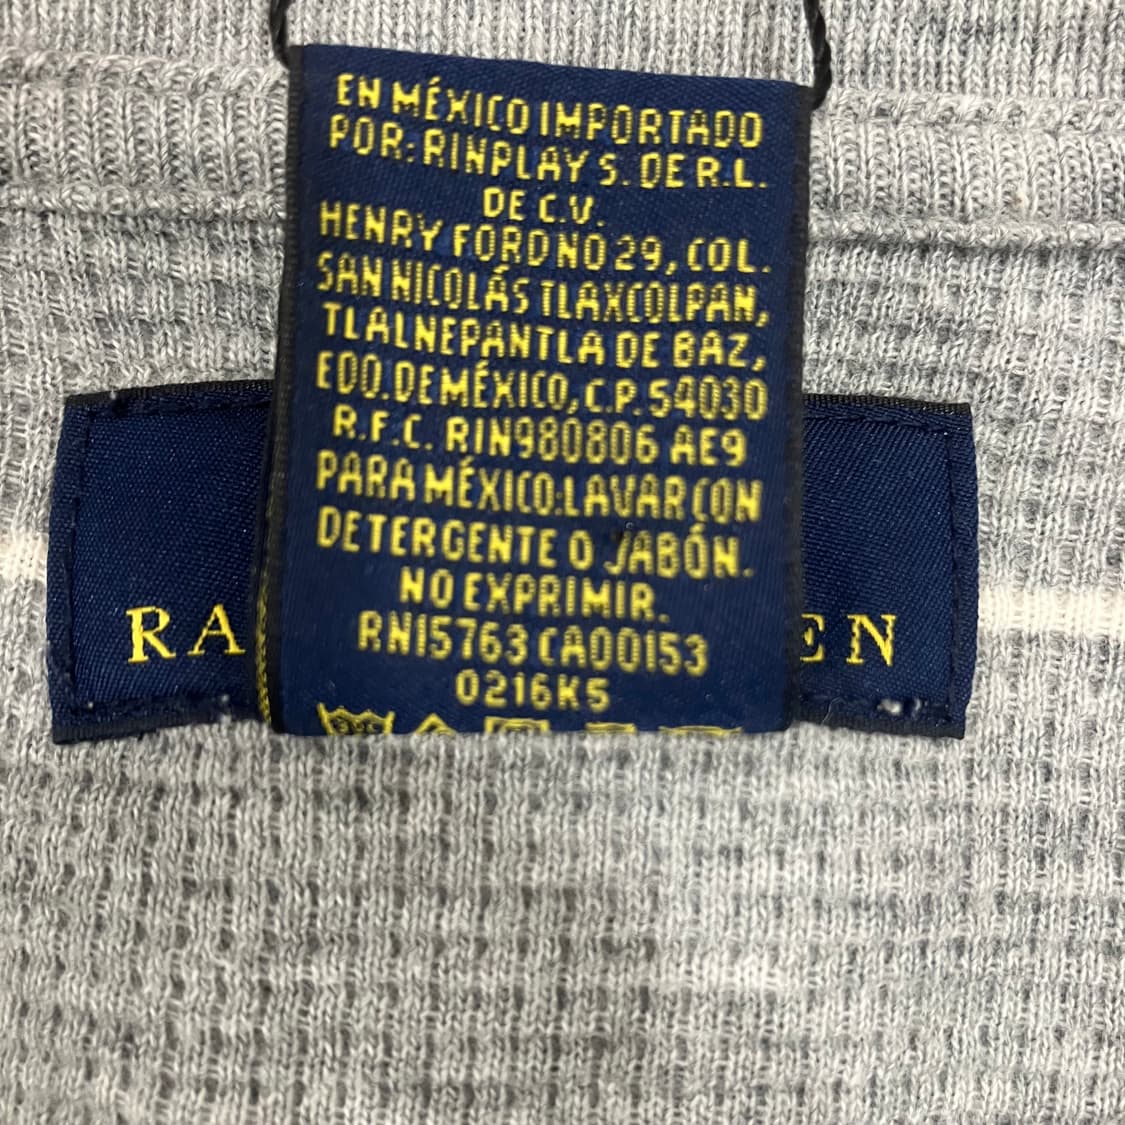 EN MÉXICO IMPORTADO
POR: RINPLAY S. DE R.L.
DE C.V.
HENRY FORD NO 29, COL.
SAN NICOLÁS TLAXCOLPAN,
TLALNEPANTLA DE BAZ,
EDO. DE MÉXICO, C.P. 54030
R.F.C. RIN980806 AE9
PARA MÉXICO: LAVAR CON
DETERGENTE O JABÓN.
NO EXPRIMIR.
RN15763 CA00153
0216K5
RA EN